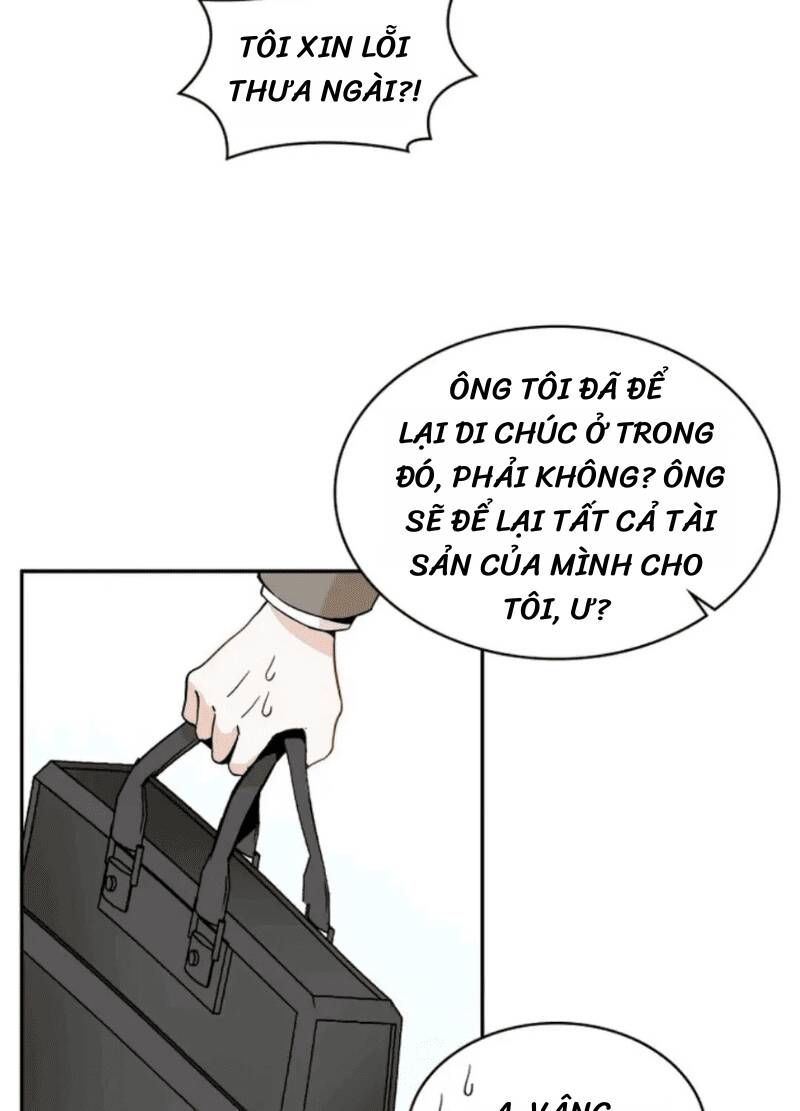 TÔI XIN LỖI
THƯA NGÀI?!
ÔNG TÔI ĐÃ ĐỂ
LẠI DI CHÚC Ở TRONG
ĐÓ, PHẢI KHÔNG? ÔNG
SẼ ĐỂ LẠI TẤT CẢ TÀI
SẢN CỦA MÌNH CHO
TÔI, Ư?
A, VÂNG